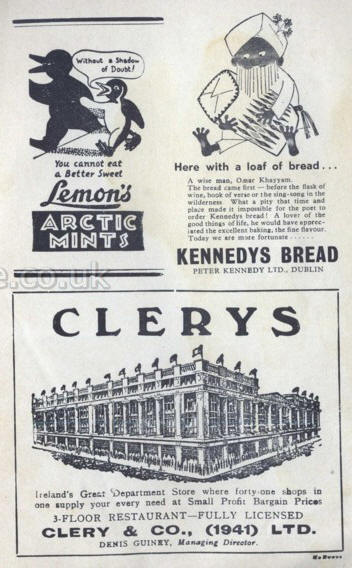 Without a Shadow
of Doubt!
You cannot eat
a Better Sweet
Lemon's
ARCTIC
MINTS
Here with a loaf of bread...
A wise man, Omar Khayyam.
The bread came first — before the flask of
wine, book of verse or the sing-song in the
wilderness. What a pity that time and
place made it impossible for the poet to
order Kennedys bread! A lover of the
good things of life, he would have apprec-
iated the excellent baking, the fine flavour.
Today we are more fortunate ......
KENNEDYS BREAD
PETER KENNEDY LTD., DUBLIN
e.co.uk
CLERYS
Ireland's Great Department Store where forty-one shops in
one supply your every need at Small Profit Bargain Prices
3-FLOOR RESTAURANT—FULLY LICENSED
CLERY & CO., (1941) LTD.
DENIS GUINEY, Managing Director.